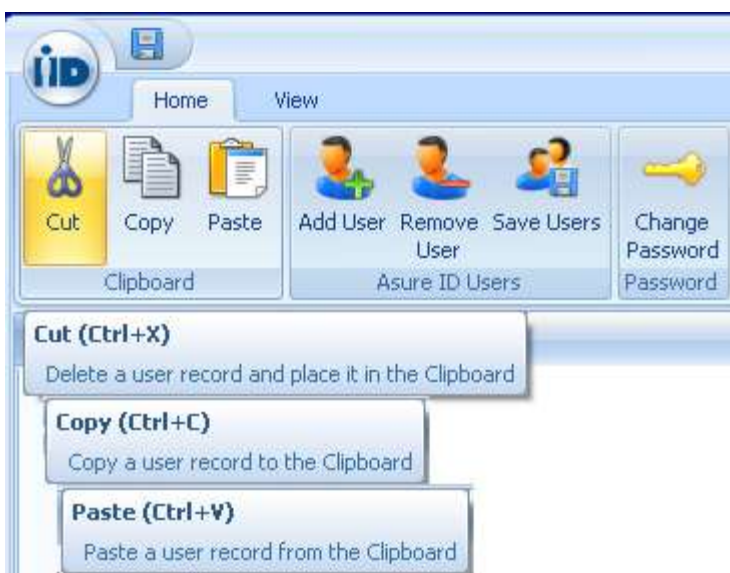 iiD
Home View
Cut Copy Paste Add User Remove User Save Users Change Password
Clipboard Asure ID Users Password
Cut (Ctrl+X)
Delete a user record and place it in the Clipboard
Copy (Ctrl+C)
Copy a user record to the Clipboard
Paste (Ctrl+V)
Paste a user record from the Clipboard